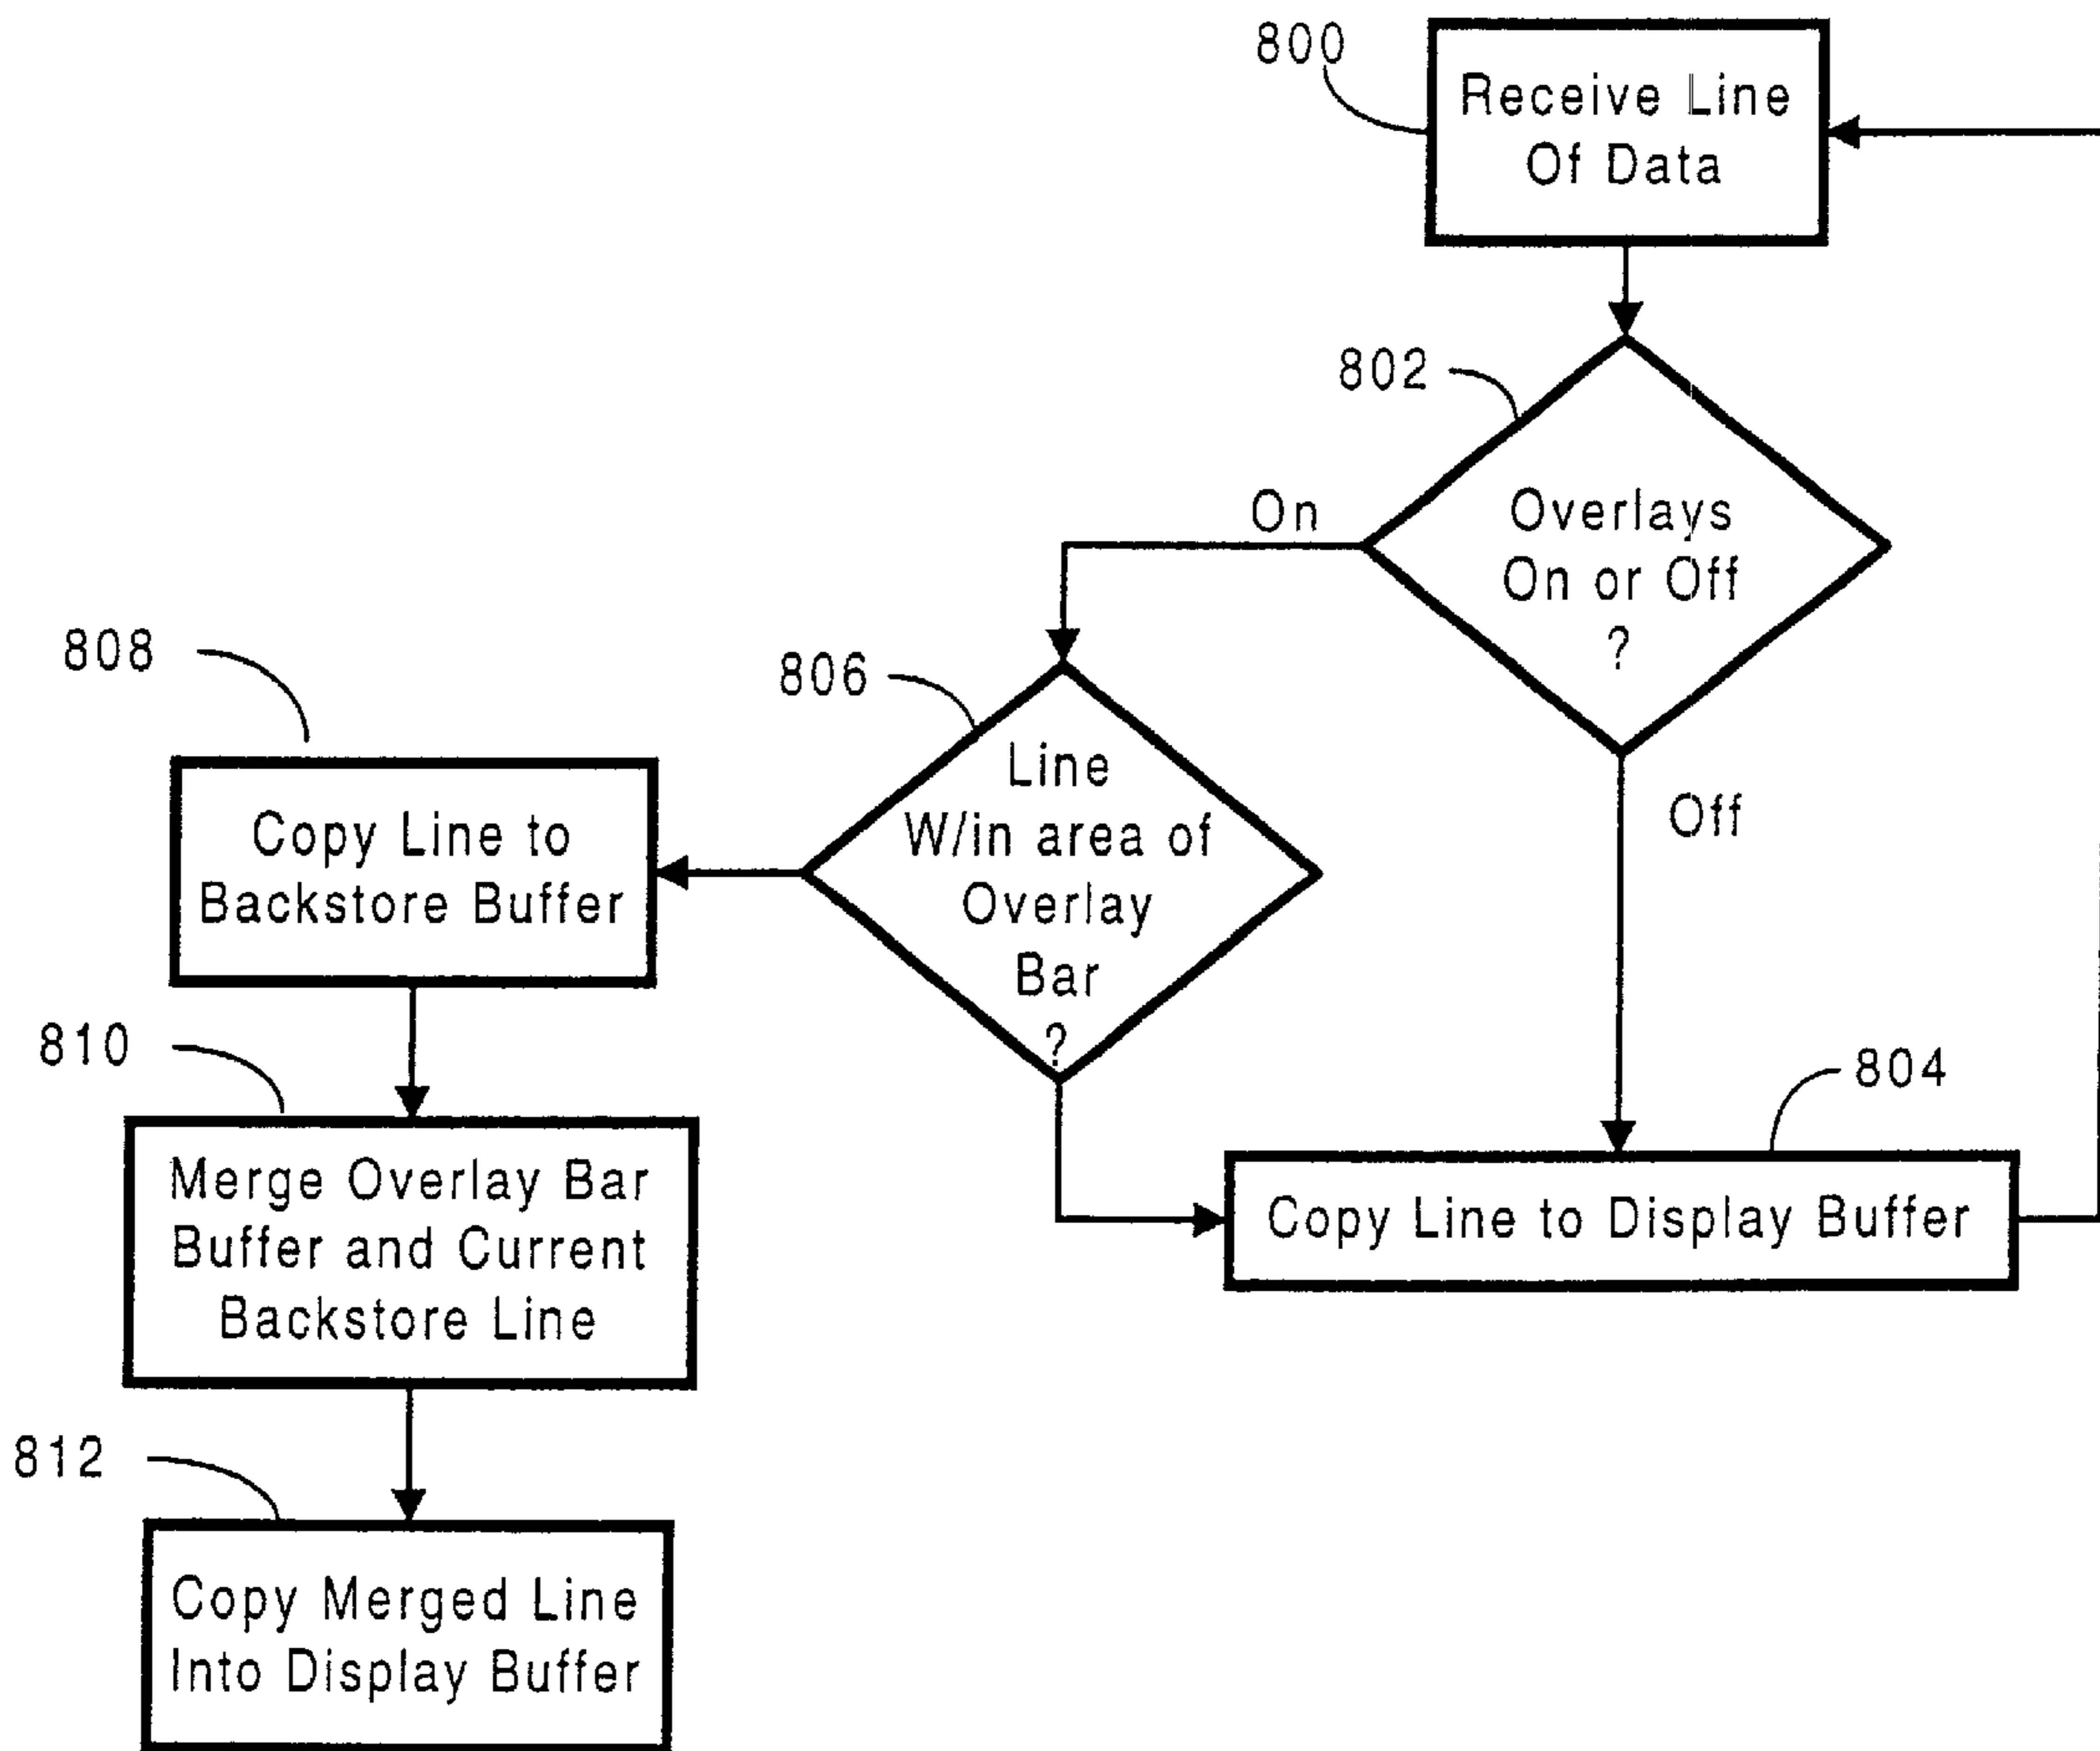 800
Receive Line
Of Data
802
Overlays
On or Off
?
On
Off
806
Line
W/in area of
Overlay
Bar
?
808
Copy Line to
Backstore Buffer
804
Copy Line to Display Buffer
810
Merge Overlay Bar
Buffer and Current
Backstore Line
812
Copy Merged Line
Into Display Buffer